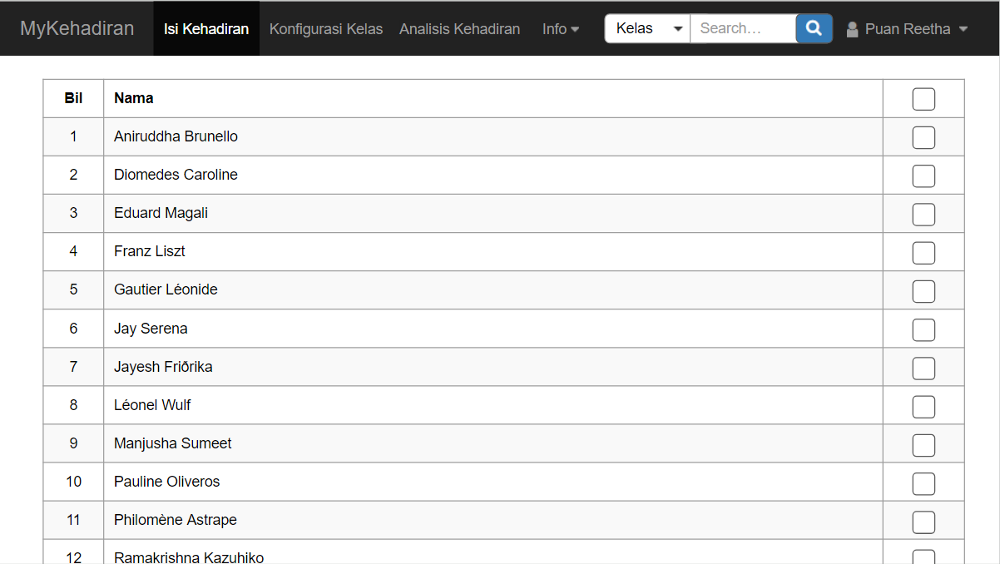 MyKehadiran Isi Kehadiran Konfigurasi Kelas Analisis Kehadiran Info Kelas Search... Puan Reetha
Bil Nama
1 Aniruddha Brunello
2 Diomedes Caroline
3 Eduard Magali
4 Franz Liszt
5 Gautier Léonide
6 Jay Serena
7 Jayesh Friðrika
8 Léonel Wulf
9 Manjusha Sumeet
10 Pauline Oliveros
11 Philomène Astrape
12 Ramakrishna Kazuhiko